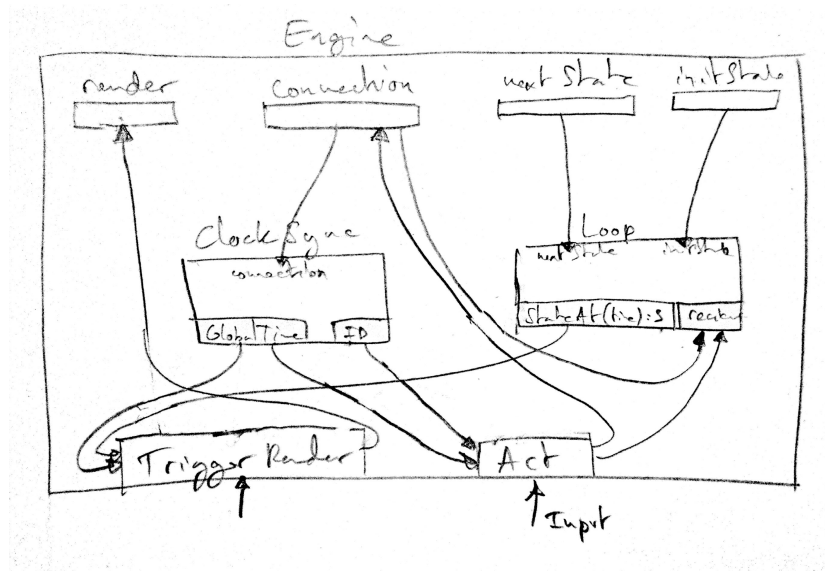 Engine
render
connection
next State
initState
Clock Sync
connection
GlobalTime
ID
Loop
nextState
initState
StateAt(time):S
Trigger Render
Act
Input